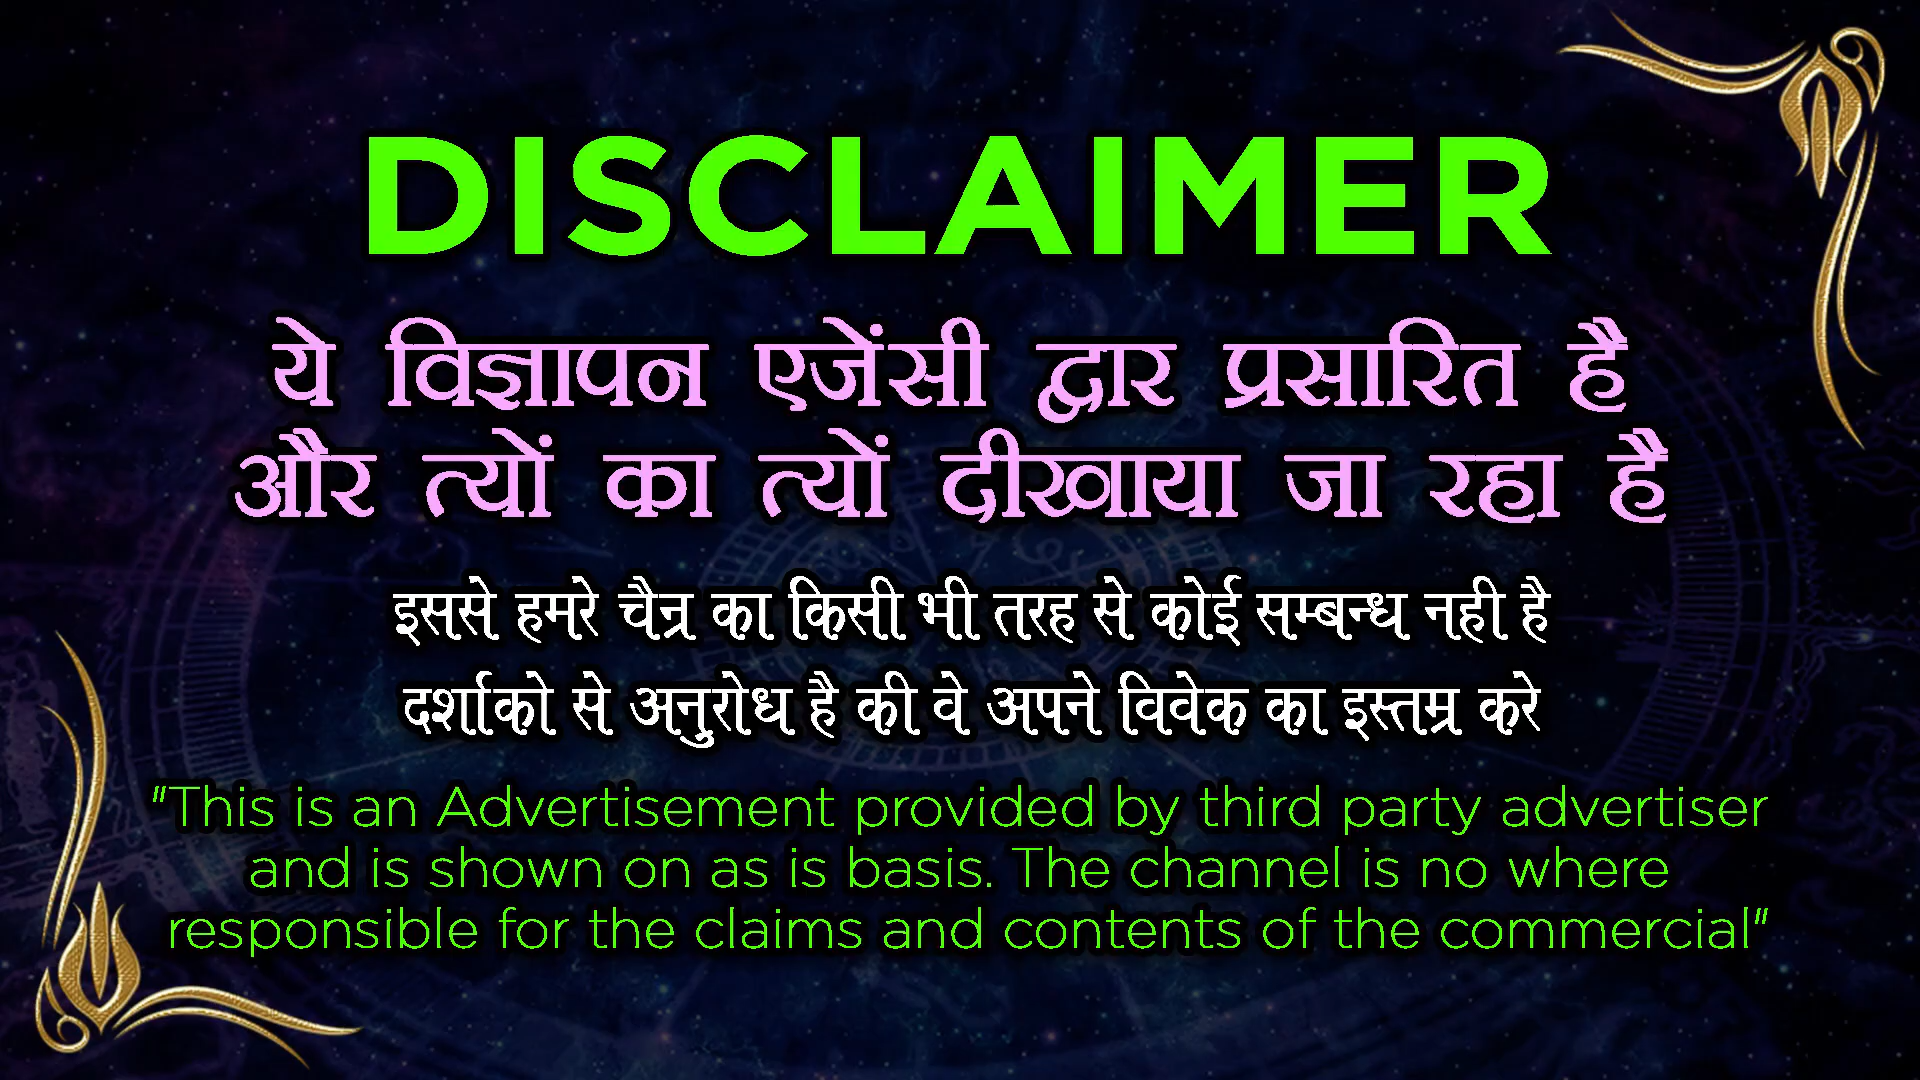 DISCLAIMER
ये विज्ञापन एजेंसी द्वार प्रसारित है
और त्यों का त्यों दीखाया जा रहा है
इससे हमरे चैन्र का किसी भी तरह से कोई सम्बन्ध नही है
दर्शाको से अनुरोध है की वे अपने विवेक का इस्तम्र करे
"This is an Advertisement provided by third party advertiser
and is shown on as is basis. The channel is no where
responsible for the claims and contents of the commercial"